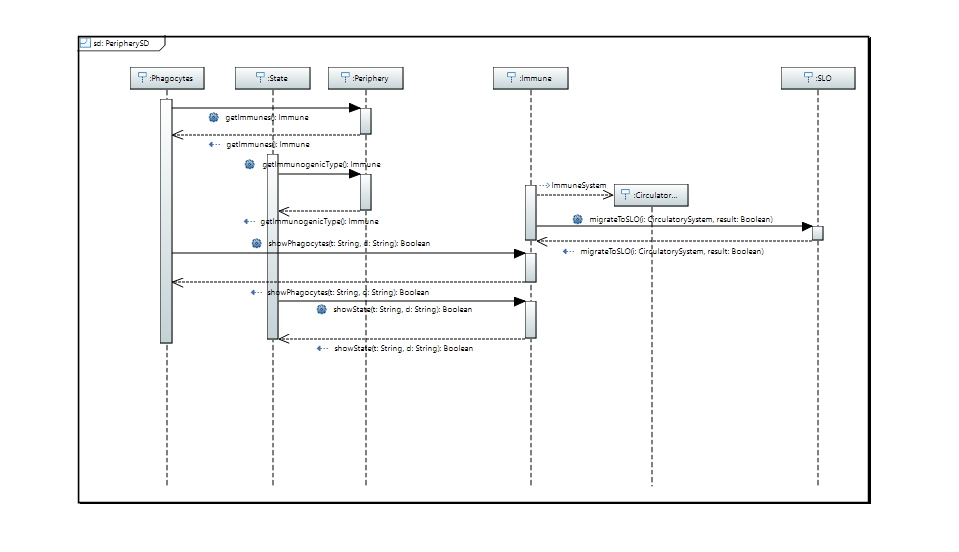 sd: PeripherySD
:Phagocytes
:State
:Periphery
:Immune
:SLO
getImmunes(): Immune
getImmunes(): Immune
getImmunogenicType(): Immune
ImmuneSystem
:Circulator...
getImmunogenicType(): Immune
migrateToSLO(i: CirculatorySystem, result: Boolean)
showPhagocytes(t: String, d: String): Boolean
migrateToSLO(i: CirculatorySystem, result: Boolean)
showPhagocytes(t: String, d: String): Boolean
showState(t: String, d: String): Boolean
showState(t: String, d: String): Boolean